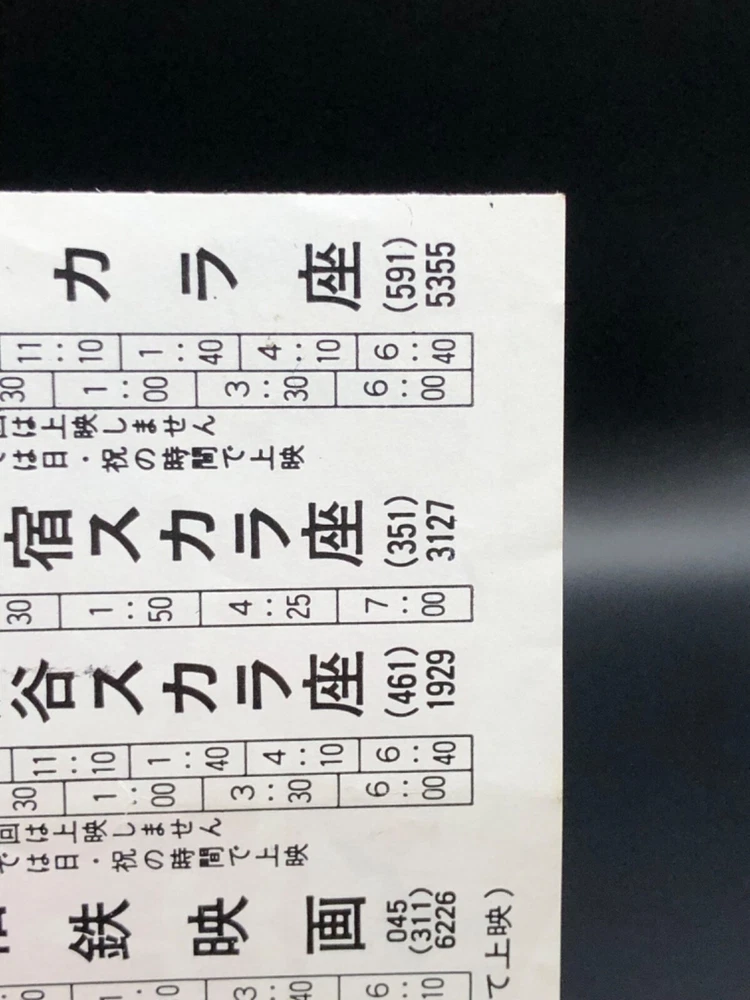 カラ座
(591)
5355
11:10 1:40 4:10 6:40
30 1:00 3:30 6:00
回は上映しません
は日・祝の時間で上映
宿スカラ座
(351)
3127
30 1:50 4:25 7:00
谷スカラ座
(461)
1929
11:10 1:40 4:10 6:40
30 1:00 3:30 6:00
回は上映しません
では日・祝の時間で上映
鉄映画
045
(311)
6226
3:40 6:10
て上映)